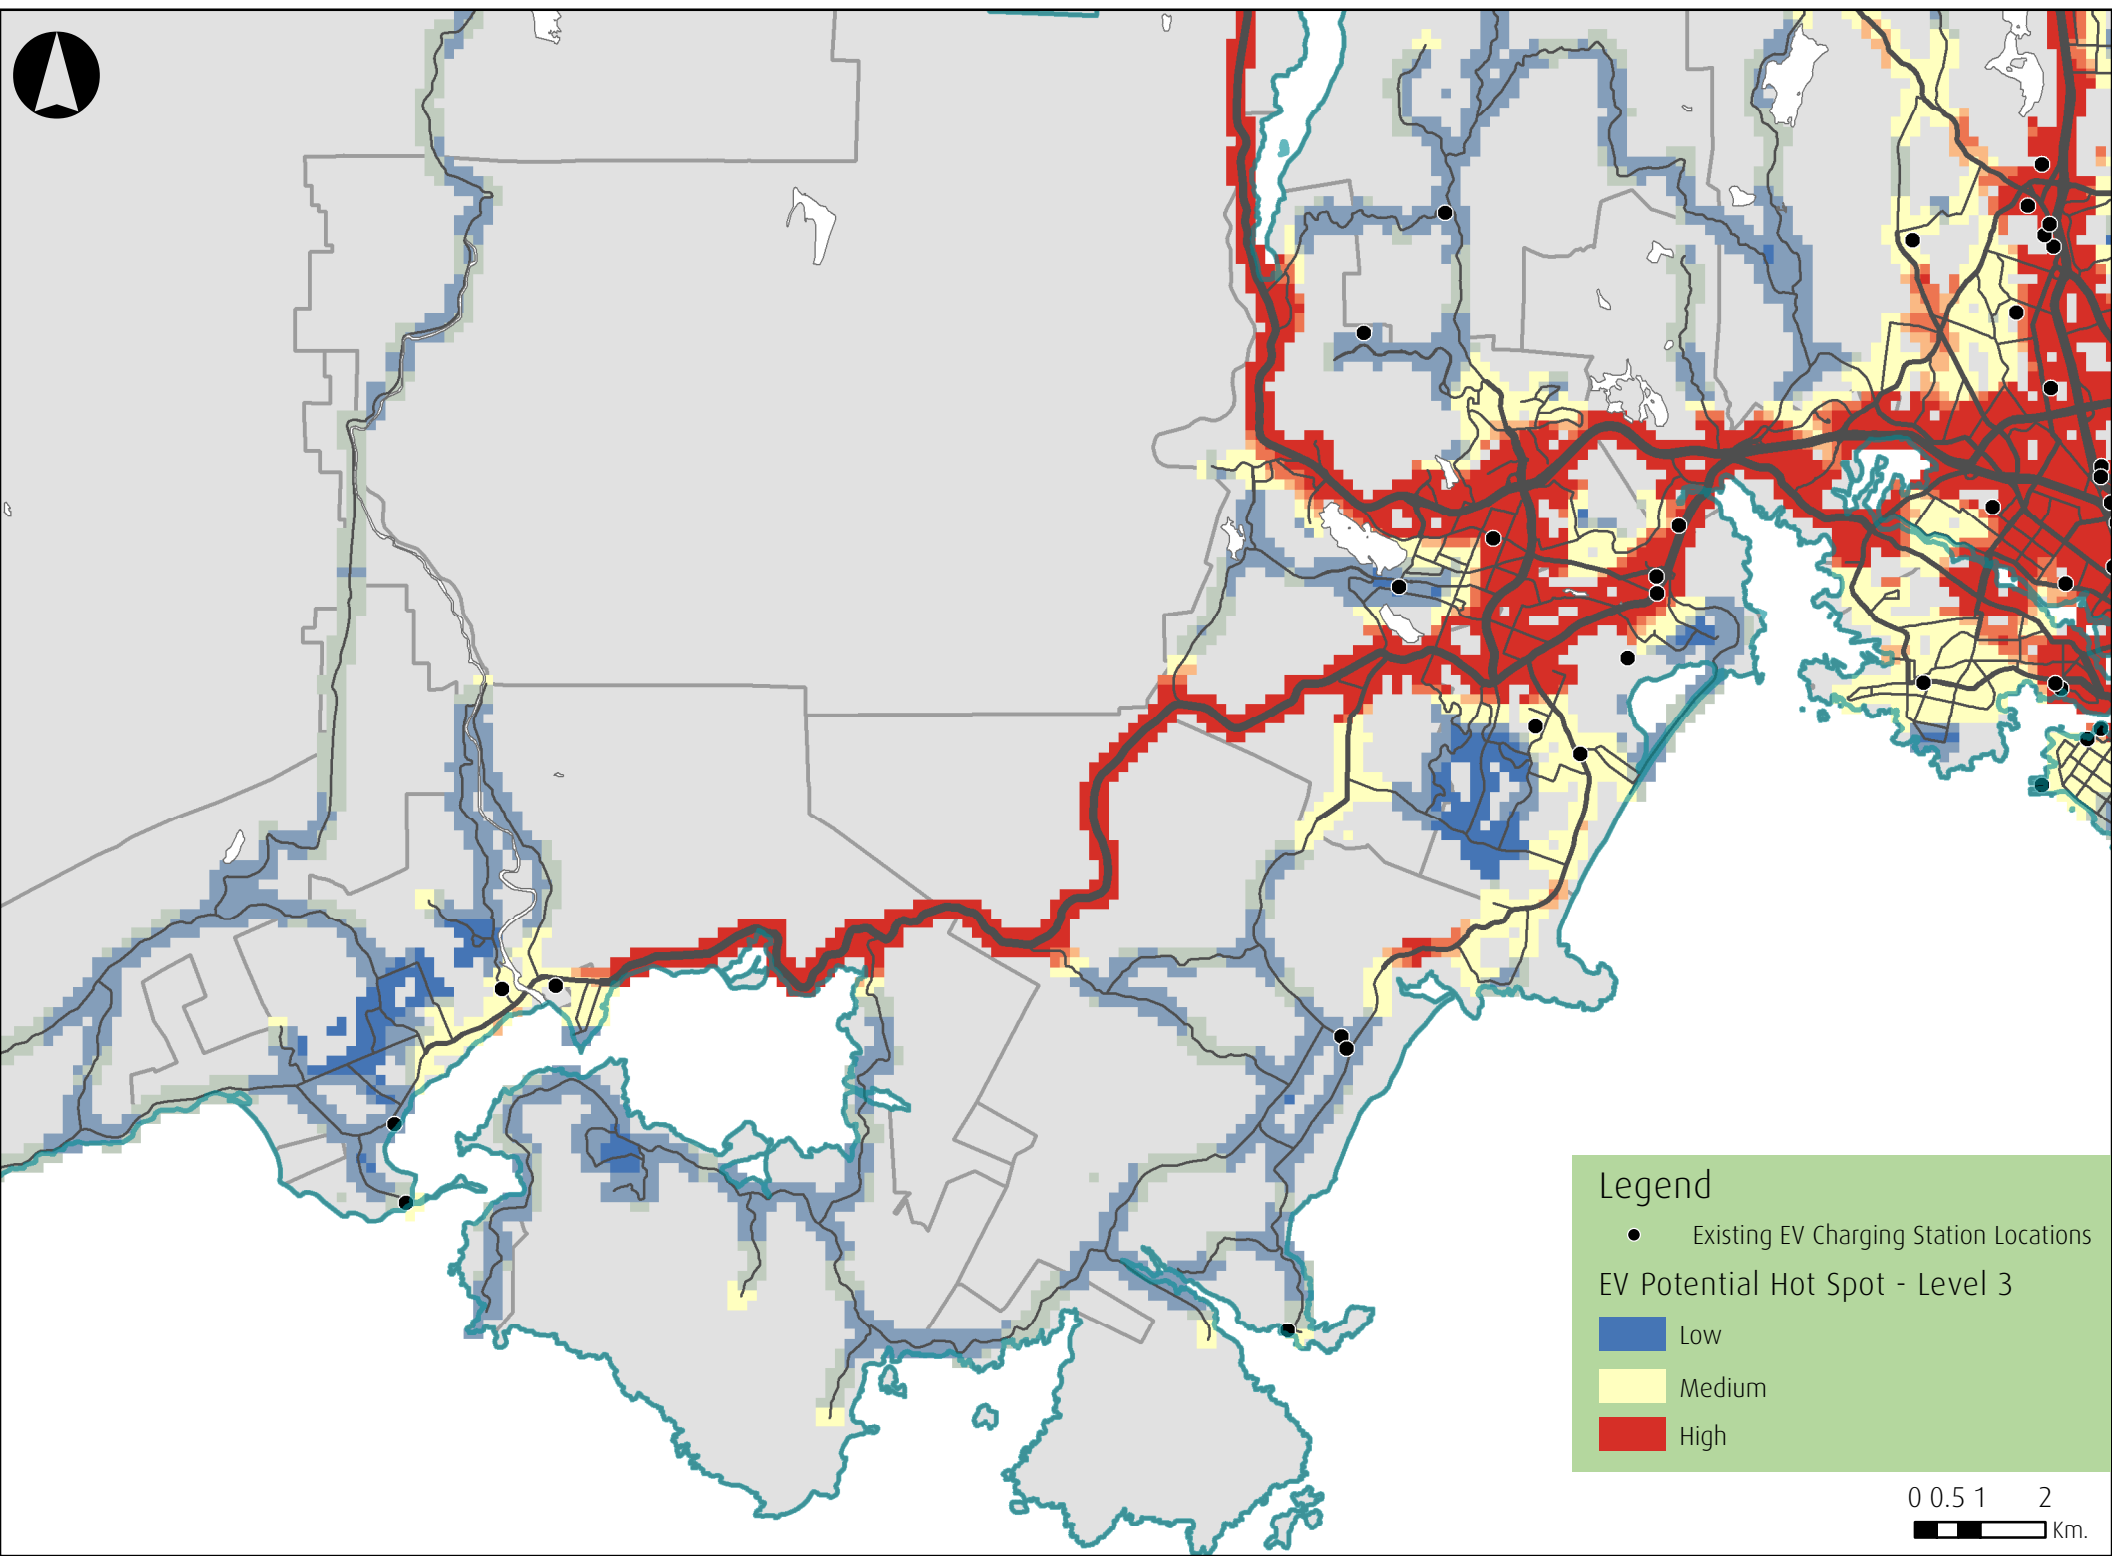 Legend
Existing EV Charging Station Locations
EV Potential Hot Spot - Level 3
Low
Medium
High
0 0.5 1 2
Km.